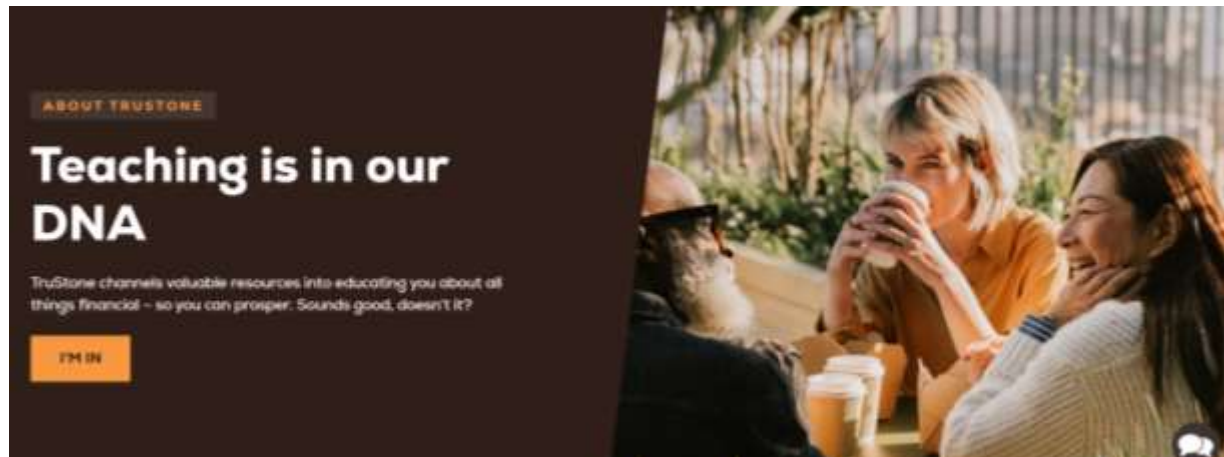 ABOUT TRUSTONE
Teaching is in our
DNA
TruStone channels valuable resources into educating you about all
things financial – so you can prosper. Sounds good, doesn't it?
I'M IN